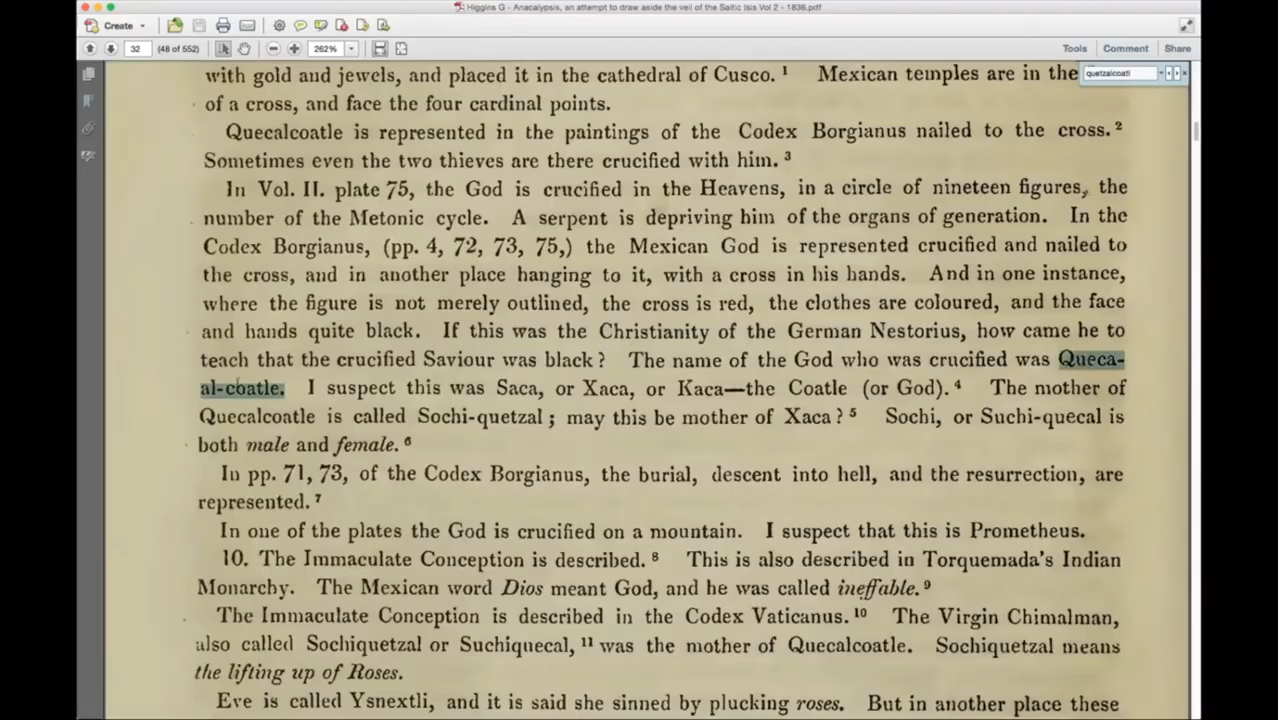 Higgins G - Anacalypsis, an attempt to draw aside the veil of the Saitic Isis Vol 2 - 1836.pdf
Create
32 (48 of 552) 262% Tools Comment Share
quetzalcoatl
with gold and jewels, and placed it in the cathedral of Cusco. 1 Mexican temples are in the
of a cross, and face the four cardinal points.
Quecalcoatle is represented in the paintings of the Codex Borgianus nailed to the cross. 2
Sometimes even the two thieves are there crucified with him. 3
In Vol. II. plate 75, the God is crucified in the Heavens, in a circle of nineteen figures, the
number of the Metonic cycle. A serpent is depriving him of the organs of generation. In the
Codex Borgianus, (pp. 4, 72, 73, 75,) the Mexican God is represented crucified and nailed to
the cross, and in another place hanging to it, with a cross in his hands. And in one instance,
where the figure is not merely outlined, the cross is red, the clothes are coloured, and the face
and hands quite black. If this was the Christianity of the German Nestorius, how came he to
teach that the crucified Saviour was black? The name of the God who was crucified was Queca-
al-coatle. I suspect this was Saca, or Xaca, or Kaca—the Coatle (or God). 4 The mother of
Quecalcoatle is called Sochi-quetzal; may this be mother of Xaca? 5 Sochi, or Suchi-quecal is
both male and female. 6
In pp. 71, 73, of the Codex Borgianus, the burial, descent into hell, and the resurrection, are
represented. 7
In one of the plates the God is crucified on a mountain. I suspect that this is Prometheus.
10. The Immaculate Conception is described. 8 This is also described in Torquemada's Indian
Monarchy. The Mexican word Dios meant God, and he was called ineffable. 9
The Immaculate Conception is described in the Codex Vaticanus. 10 The Virgin Chimalman,
also called Sochiquetzal or Suchiquecal, 11 was the mother of Quecalcoatle. Sochiquetzal means
the lifting up of Roses.
Eve is called Ysnextli, and it is said she sinned by plucking roses. But in another place these